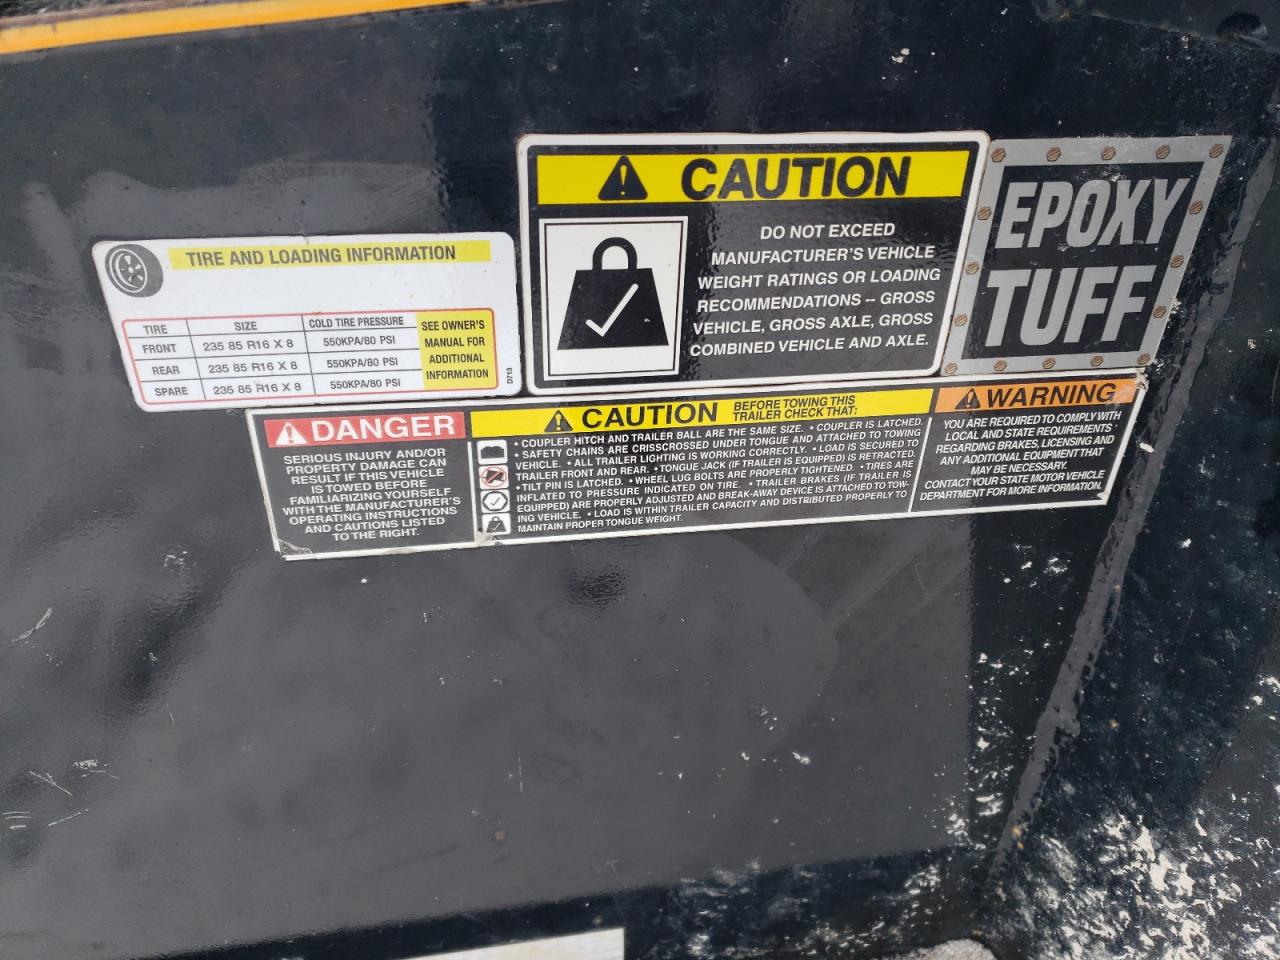 TIRE AND LOADING INFORMATION
TIRE SIZE COLD TIRE PRESSURE
FRONT 235 85 R16 X 8 550KPA/80 PSI
REAR 235 85 R16 X 8 550KPA/80 PSI
SPARE 235 85 R16 X 8 550KPA/80 PSI
SEE OWNER'S
MANUAL FOR
ADDITIONAL
INFORMATION
D713
CAUTION
DO NOT EXCEED
MANUFACTURER'S VEHICLE
WEIGHT RATINGS OR LOADING
RECOMMENDATIONS -- GROSS
VEHICLE, GROSS AXLE, GROSS
COMBINED VEHICLE AND AXLE.
EPOXY
TUFF
DANGER
SERIOUS INJURY AND/OR
PROPERTY DAMAGE CAN
RESULT IF THIS VEHICLE
IS TOWED BEFORE
FAMILIARIZING YOURSELF
WITH THE MANUFACTURER'S
OPERATING INSTRUCTIONS
AND CAUTIONS LISTED
TO THE RIGHT.
CAUTION BEFORE TOWING THIS
TRAILER CHECK THAT:
• COUPLER HITCH AND TRAILER BALL ARE THE SAME SIZE. • COUPLER IS LATCHED.
• SAFETY CHAINS ARE CRISSCROSSED UNDER TONGUE AND ATTACHED TO TOWING
VEHICLE. • ALL TRAILER LIGHTING IS WORKING CORRECTLY. • LOAD IS SECURED TO
TRAILER FRONT AND REAR. • TONGUE JACK (IF TRAILER IS EQUIPPED) IS RETRACTED.
• TILT PIN IS LATCHED. • WHEEL LUG BOLTS ARE PROPERLY TIGHTENED. • TIRES ARE
INFLATED TO PRESSURE INDICATED ON TIRE. • TRAILER BRAKES (IF TRAILER IS
EQUIPPED) ARE PROPERLY ADJUSTED AND BREAK-AWAY DEVICE IS ATTACHED TO TOW-
ING VEHICLE. • LOAD IS WITHIN TRAILER CAPACITY AND DISTRIBUTED PROPERLY TO
MAINTAIN PROPER TONGUE WEIGHT.
WARNING
YOU ARE REQUIRED TO COMPLY WITH
LOCAL AND STATE REQUIREMENTS
REGARDING BRAKES, LICENSING AND
ANY ADDITIONAL EQUIPMENT THAT
MAY BE NECESSARY.
CONTACT YOUR STATE MOTOR VEHICLE
DEPARTMENT FOR MORE INFORMATION.